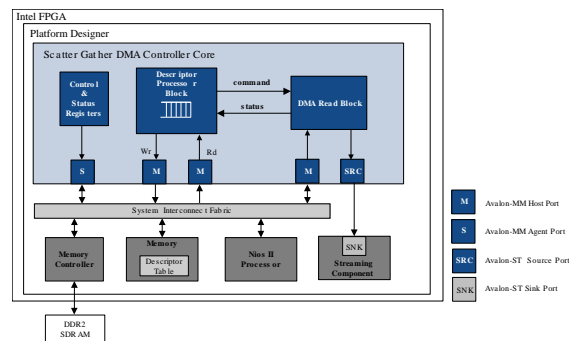 Intel FPGA
Platform Designer
Scatter Gather DMA Controller Core
Control
&
Status
Registers
Descriptor
Processor
Block
command
status
DMA Read Block
Wr
Rd
S
M
M
M
SRC
System Interconnect Fabric
Memory
Controller
Memory
Descriptor
Table
Nios II
Processor
SNK
Streaming
Component
DDR2
SDRAM
M
Avalon-MM Host Port
S
Avalon-MM Agent Port
SRC
Avalon-ST Source Port
SNK
Avalon-ST Sink Port